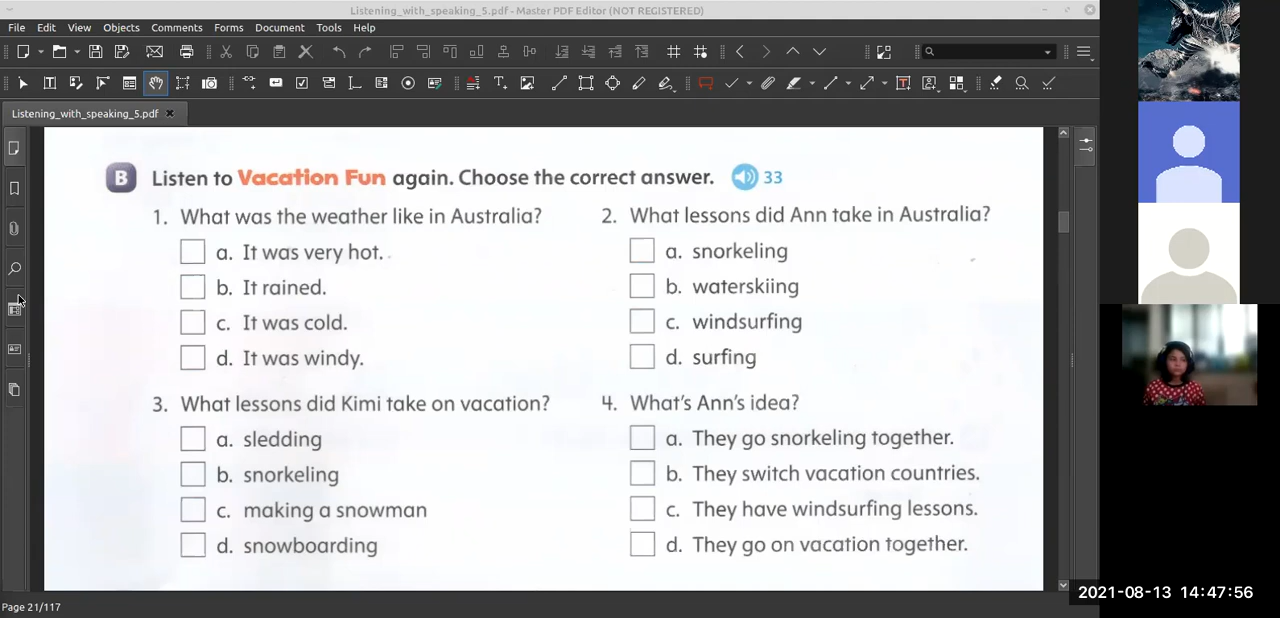 Listening_with_speaking_5.pdf - Master PDF Editor (NOT REGISTERED)
File Edit View Objects Comments Forms Document Tools Help
Listening_with_speaking_5.pdf
B Listen to Vacation Fun again. Choose the correct answer. 33
1. What was the weather like in Australia?
a. It was very hot.
b. It rained.
c. It was cold.
d. It was windy.
2. What lessons did Ann take in Australia?
a. snorkeling
b. waterskiing
c. windsurfing
d. surfing
3. What lessons did Kimi take on vacation?
a. sledding
b. snorkeling
c. making a snowman
d. snowboarding
4. What's Ann's idea?
a. They go snorkeling together.
b. They switch vacation countries.
c. They have windsurfing lessons.
d. They go on vacation together.
2021-08-13 14:47:56
Page 21/117